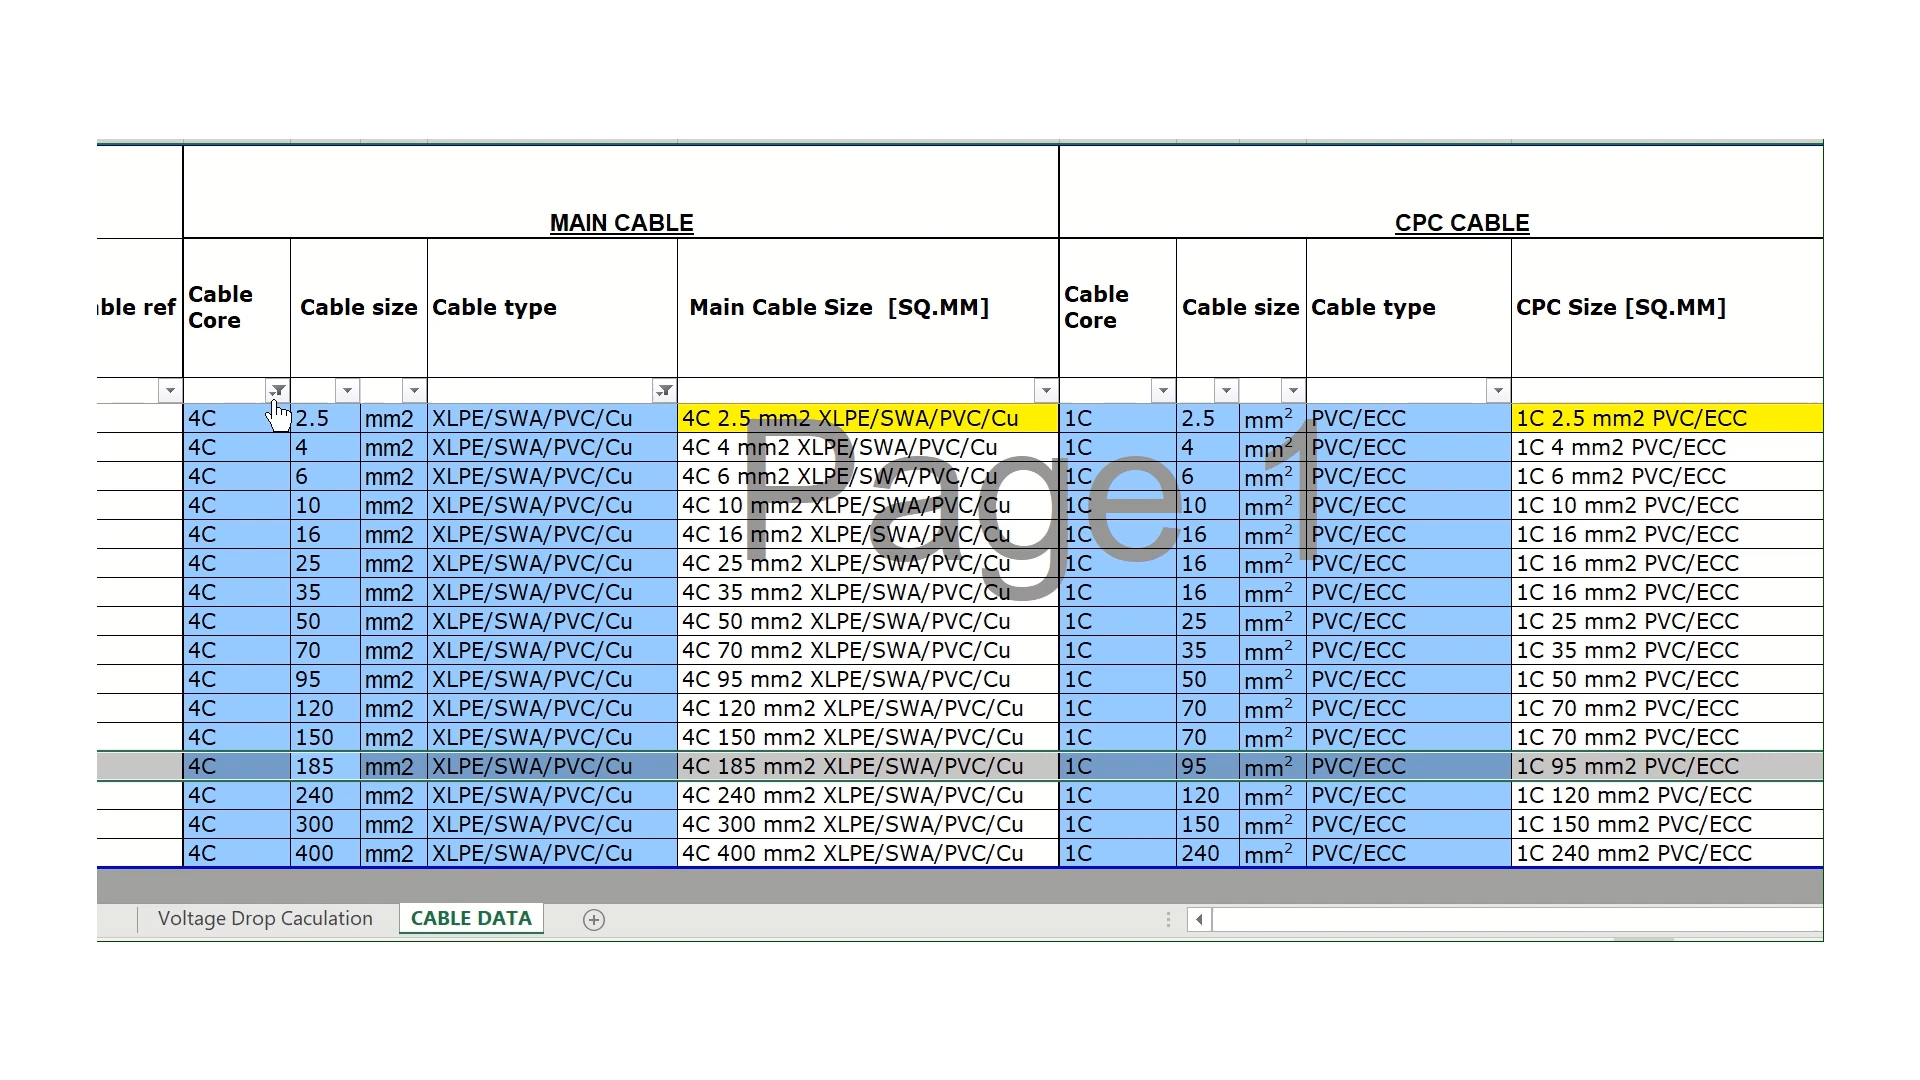 MAIN CABLE CPC CABLE
ble ref Cable Core Cable size Cable type Main Cable Size [SQ.MM] Cable Core Cable size Cable type CPC Size [SQ.MM]
4C 2.5 mm2 XLPE/SWA/PVC/Cu 4C 2.5 mm2 XLPE/SWA/PVC/Cu 1C 2.5 mm² PVC/ECC 1C 2.5 mm2 PVC/ECC
4C 4 mm2 XLPE/SWA/PVC/Cu 4C 4 mm2 XLPE/SWA/PVC/Cu 1C 4 mm² PVC/ECC 1C 4 mm2 PVC/ECC
4C 6 mm2 XLPE/SWA/PVC/Cu 4C 6 mm2 XLPE/SWA/PVC/Cu 1C 6 mm² PVC/ECC 1C 6 mm2 PVC/ECC
4C 10 mm2 XLPE/SWA/PVC/Cu 4C 10 mm2 XLPE/SWA/PVC/Cu 1C 10 mm² PVC/ECC 1C 10 mm2 PVC/ECC
Page 1
4C 16 mm2 XLPE/SWA/PVC/Cu 4C 16 mm2 XLPE/SWA/PVC/Cu 1C 16 mm² PVC/ECC 1C 16 mm2 PVC/ECC
4C 25 mm2 XLPE/SWA/PVC/Cu 4C 25 mm2 XLPE/SWA/PVC/Cu 1C 16 mm² PVC/ECC 1C 16 mm2 PVC/ECC
4C 35 mm2 XLPE/SWA/PVC/Cu 4C 35 mm2 XLPE/SWA/PVC/Cu 1C 16 mm² PVC/ECC 1C 16 mm2 PVC/ECC
4C 50 mm2 XLPE/SWA/PVC/Cu 4C 50 mm2 XLPE/SWA/PVC/Cu 1C 25 mm² PVC/ECC 1C 25 mm2 PVC/ECC
4C 70 mm2 XLPE/SWA/PVC/Cu 4C 70 mm2 XLPE/SWA/PVC/Cu 1C 35 mm² PVC/ECC 1C 35 mm2 PVC/ECC
4C 95 mm2 XLPE/SWA/PVC/Cu 4C 95 mm2 XLPE/SWA/PVC/Cu 1C 50 mm² PVC/ECC 1C 50 mm2 PVC/ECC
4C 120 mm2 XLPE/SWA/PVC/Cu 4C 120 mm2 XLPE/SWA/PVC/Cu 1C 70 mm² PVC/ECC 1C 70 mm2 PVC/ECC
4C 150 mm2 XLPE/SWA/PVC/Cu 4C 150 mm2 XLPE/SWA/PVC/Cu 1C 70 mm² PVC/ECC 1C 70 mm2 PVC/ECC
4C 185 mm2 XLPE/SWA/PVC/Cu 4C 185 mm2 XLPE/SWA/PVC/Cu 1C 95 mm² PVC/ECC 1C 95 mm2 PVC/ECC
4C 240 mm2 XLPE/SWA/PVC/Cu 4C 240 mm2 XLPE/SWA/PVC/Cu 1C 120 mm² PVC/ECC 1C 120 mm2 PVC/ECC
4C 300 mm2 XLPE/SWA/PVC/Cu 4C 300 mm2 XLPE/SWA/PVC/Cu 1C 150 mm² PVC/ECC 1C 150 mm2 PVC/ECC
4C 400 mm2 XLPE/SWA/PVC/Cu 4C 400 mm2 XLPE/SWA/PVC/Cu 1C 240 mm² PVC/ECC 1C 240 mm2 PVC/ECC
Voltage Drop Caculation CABLE DATA